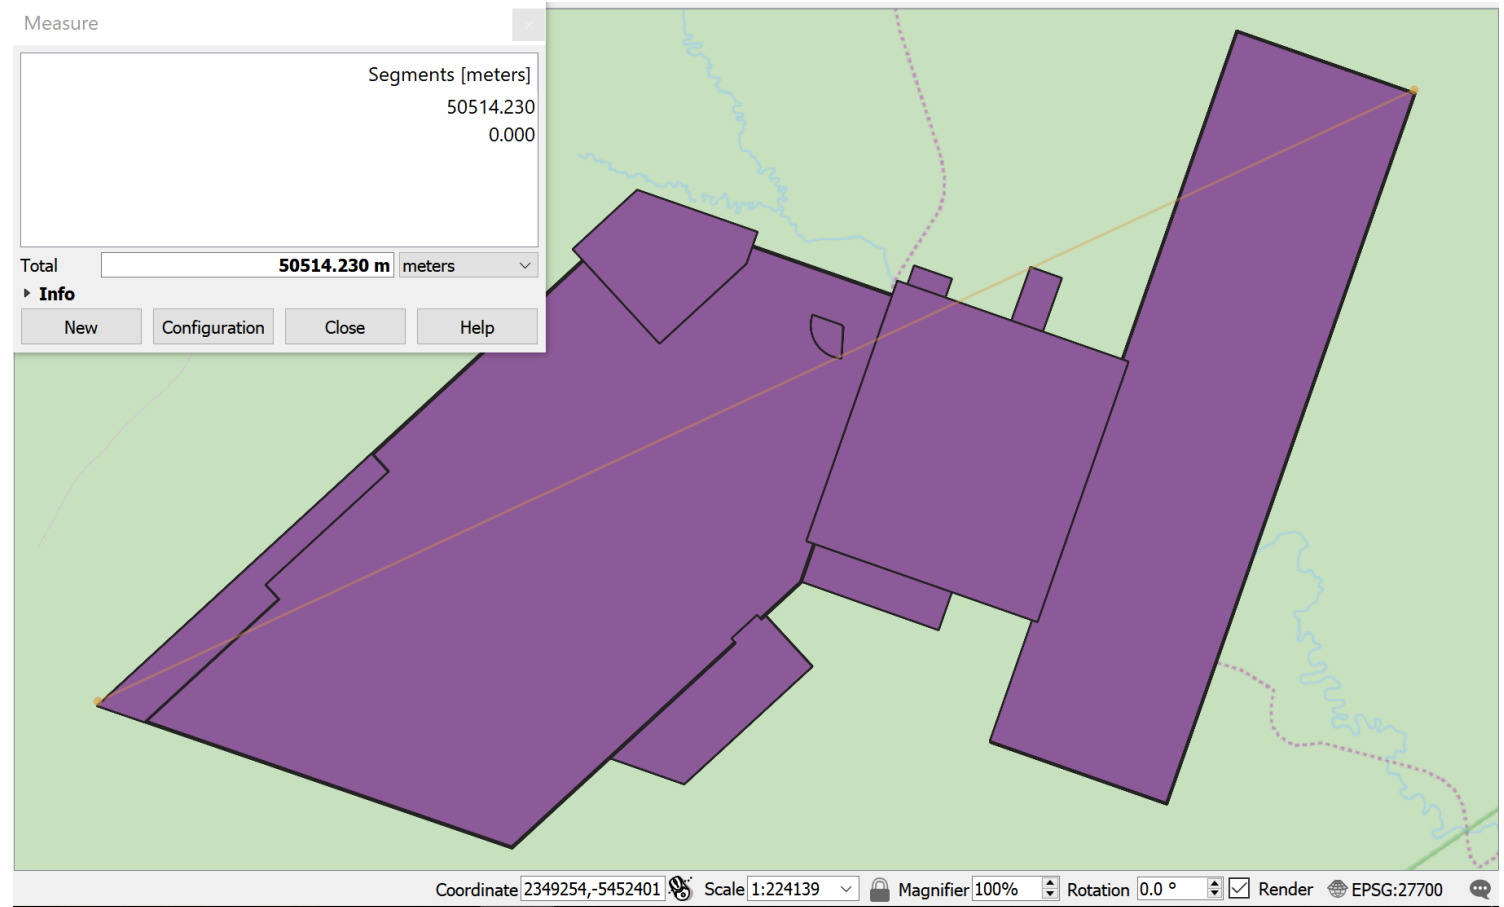 Measure
Segments [meters]
50514.230
0.000
Total 50514.230 m meters
Info
New Configuration Close Help
Coordinate 2349254,-5452401 Scale 1:224139 Magnifier 100% Rotation 0.0 ° Render EPSG:27700